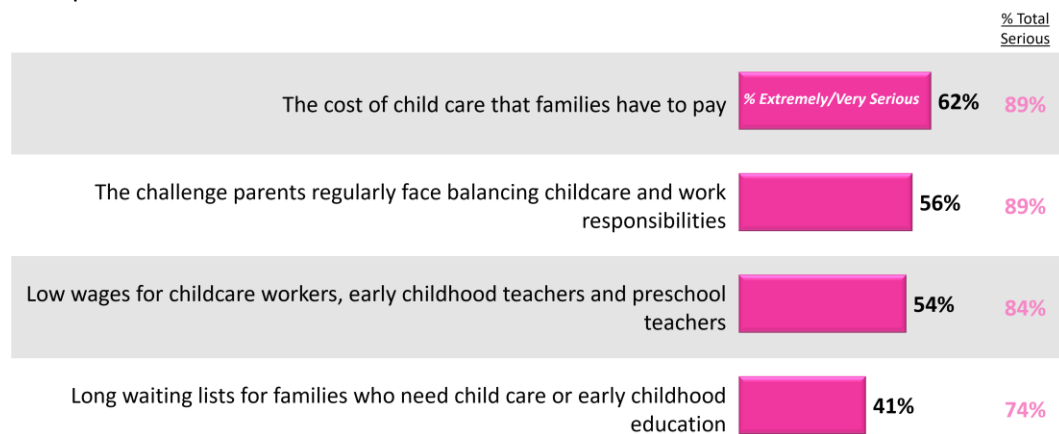 % Total
Serious
The cost of child care that families have to pay % Extremely/Very Serious 62% 89%
The challenge parents regularly face balancing childcare and work
responsibilities 56% 89%
Low wages for childcare workers, early childhood teachers and preschool
teachers 54% 84%
Long waiting lists for families who need child care or early childhood
education 41% 74%